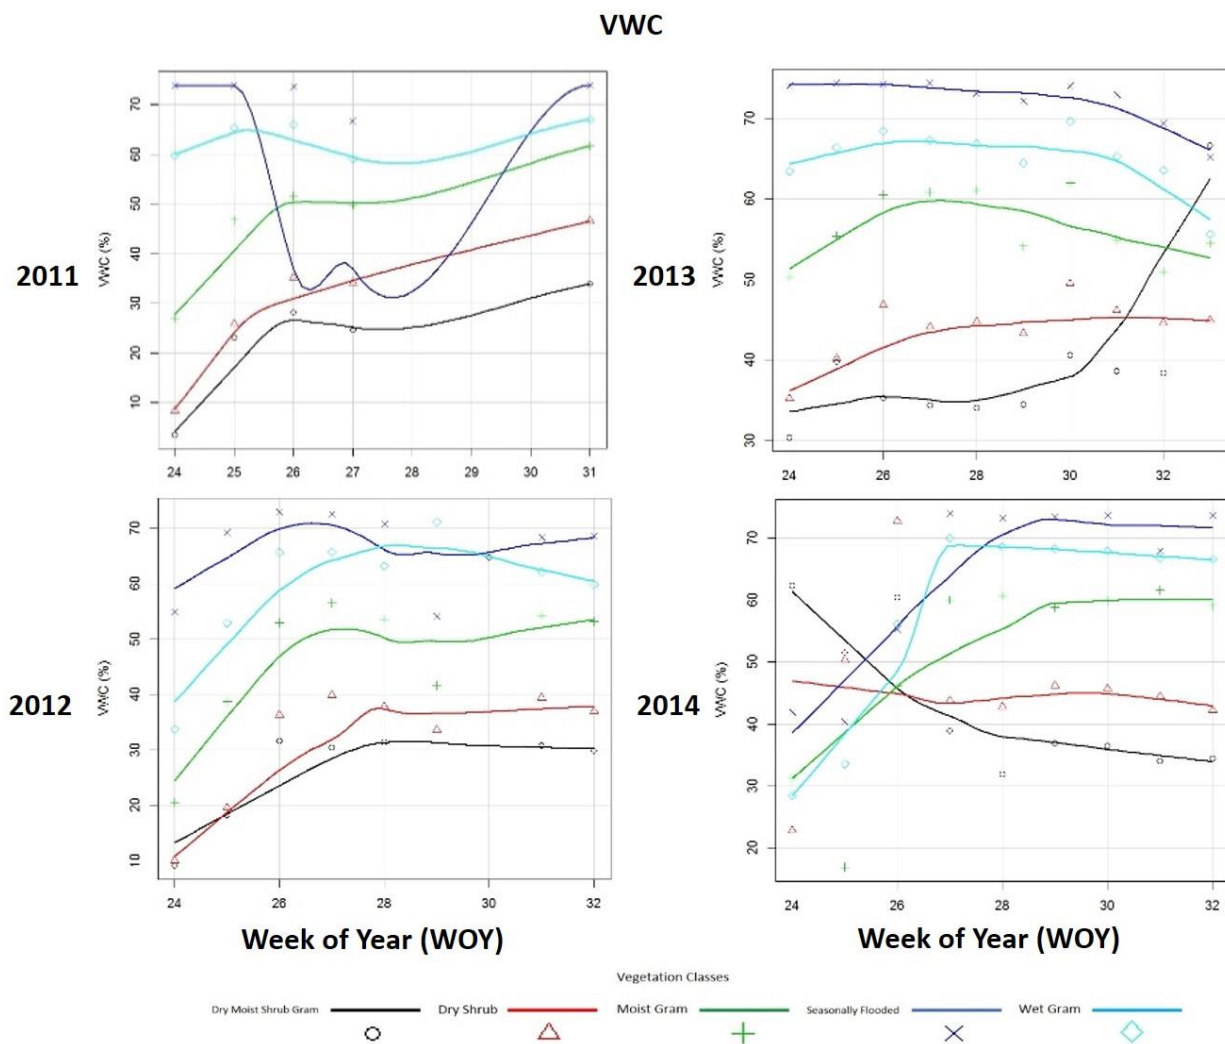 VWC
2011
VWC (%)
70
60
50
40
30
20
10
24 25 26 27 28 29 30 31
2013
VWC (%)
70
60
50
40
30
24 26 28 30 32
2012
VWC (%)
70
60
50
40
30
20
10
24 26 28 30 32
Week of Year (WOY)
2014
VWC (%)
70
60
50
40
30
20
24 26 28 30 32
Week of Year (WOY)
Vegetation Classes
Dry Moist Shrub Gram Dry Shrub Moist Gram Seasonally Flooded Wet Gram